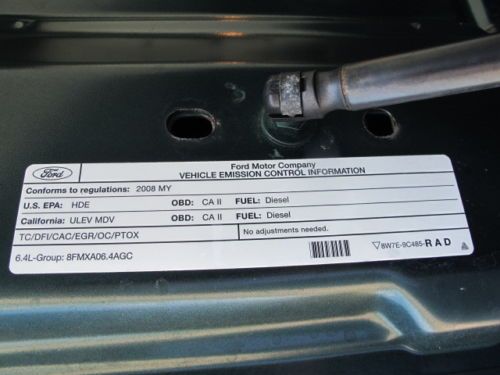 Ford
Ford Motor Company
VEHICLE EMISSION CONTROL INFORMATION
Conforms to regulations: 2008 MY
U.S. EPA: HDE OBD: CA II FUEL: Diesel
California: ULEV MDV OBD: CA II FUEL: Diesel
TC/DFI/CAC/EGR/OC/PTOX No adjustments needed.
6.4L-Group: 8FMXA06.4AGC 8W7E-9C485-RAD